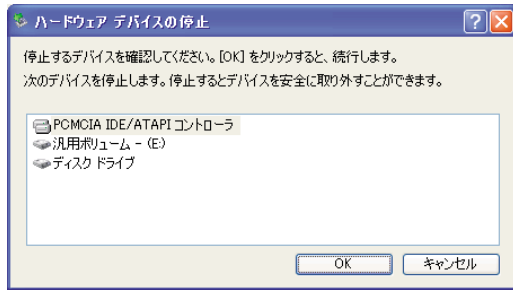 ハードウェア デバイスの停止
停止するデバイスを確認してください。[OK] をクリックすると、続行します。
次のデバイスを停止します。停止するとデバイスを安全に取り外すことができます。
PCMCIA IDE/ATAPI コントローラ
汎用ボリューム - (E:)
ディスク ドライブ
OK キャンセル